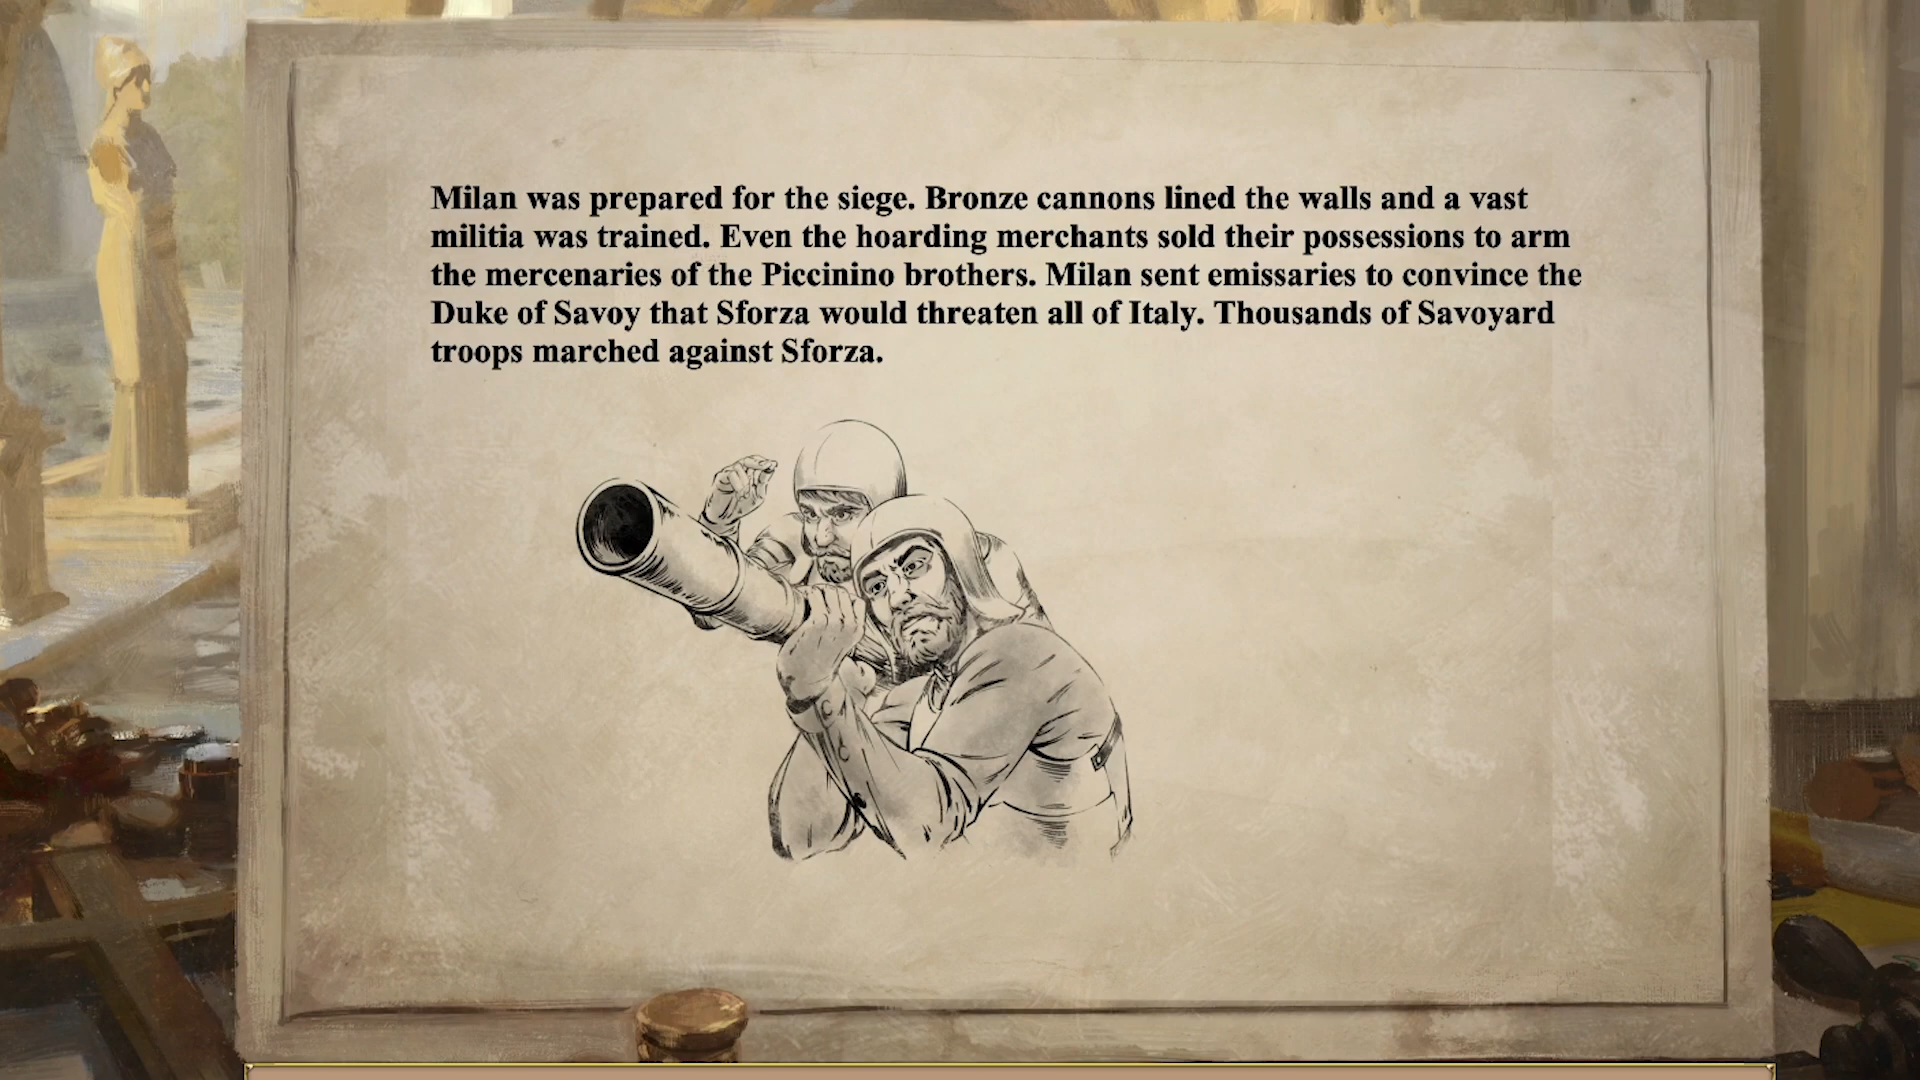 Milan was prepared for the siege. Bronze cannons lined the walls and a vast
militia was trained. Even the hoarding merchants sold their possessions to arm
the mercenaries of the Piccinino brothers. Milan sent emissaries to convince the
Duke of Savoy that Sforza would threaten all of Italy. Thousands of Savoyard
troops marched against Sforza.